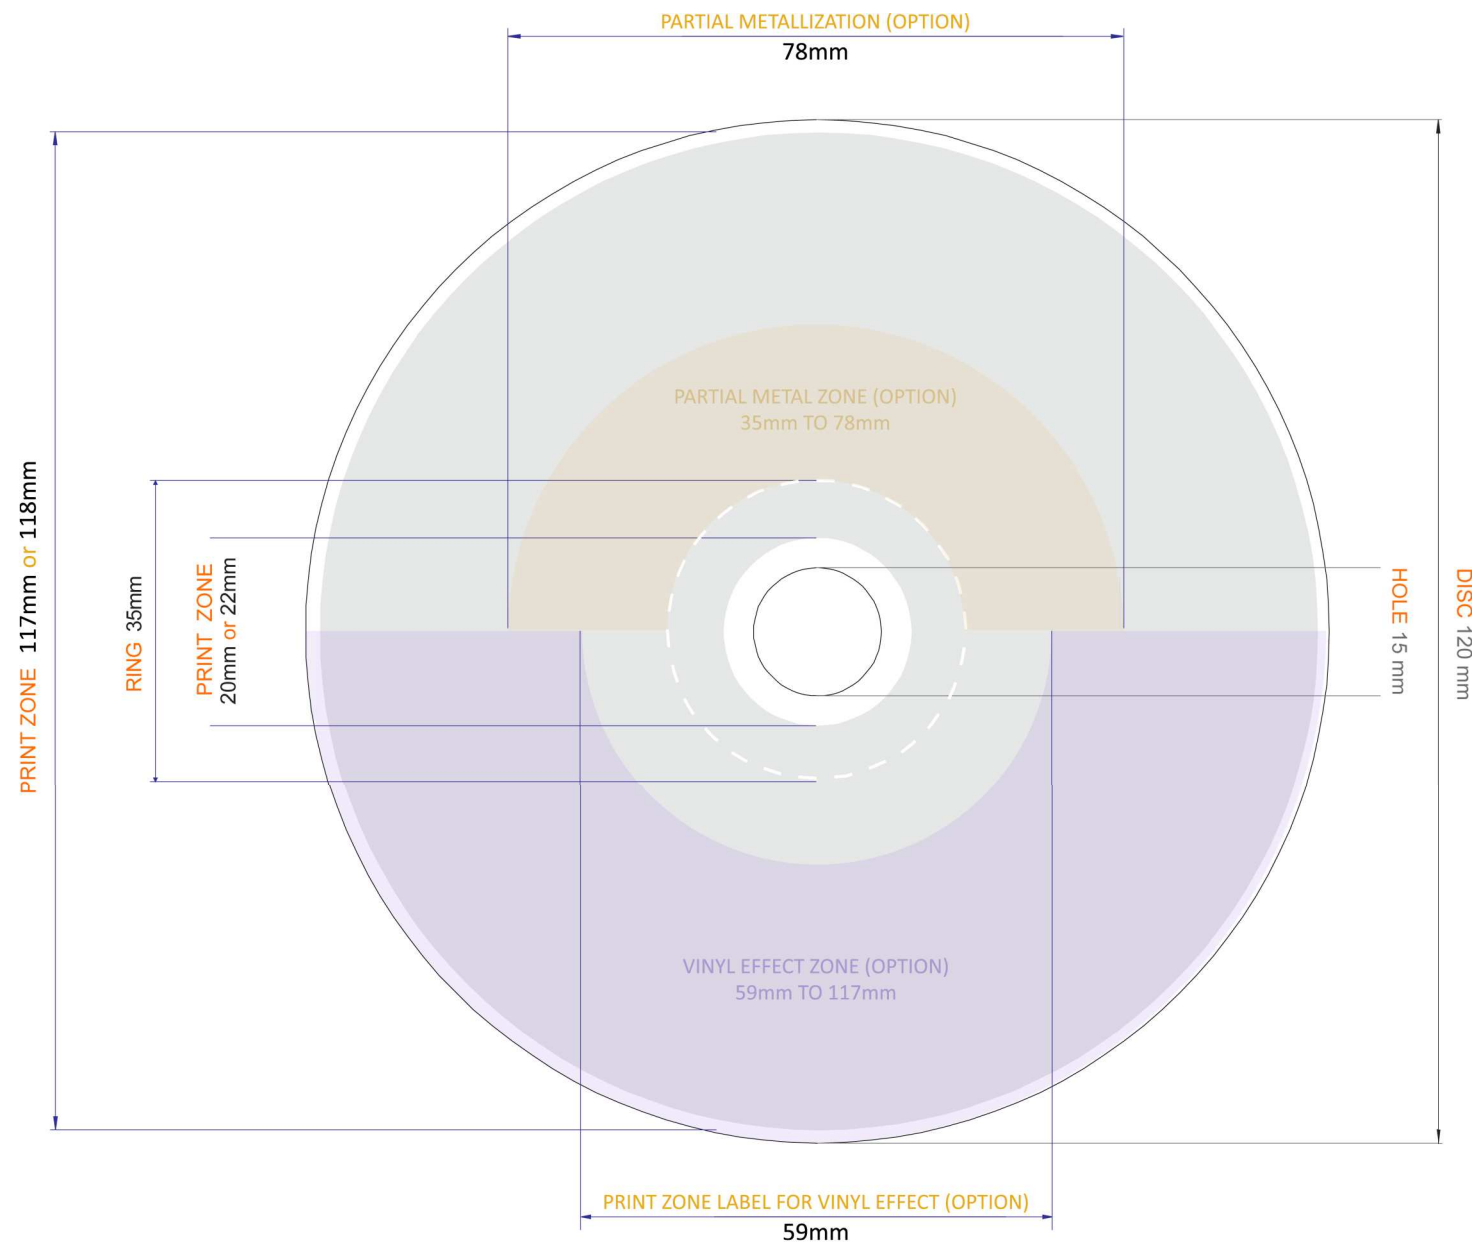 PARTIAL METALLIZATION (OPTION)
78mm
PARTIAL METAL ZONE (OPTION)
35mm TO 78mm
PRINT ZONE 117mm or 118mm
RING 35mm
PRINT ZONE
20mm or 22mm
HOLE 15 mm
DISC 120 mm
VINYL EFFECT ZONE (OPTION)
59mm TO 117mm
PRINT ZONE LABEL FOR VINYL EFFECT (OPTION)
59mm